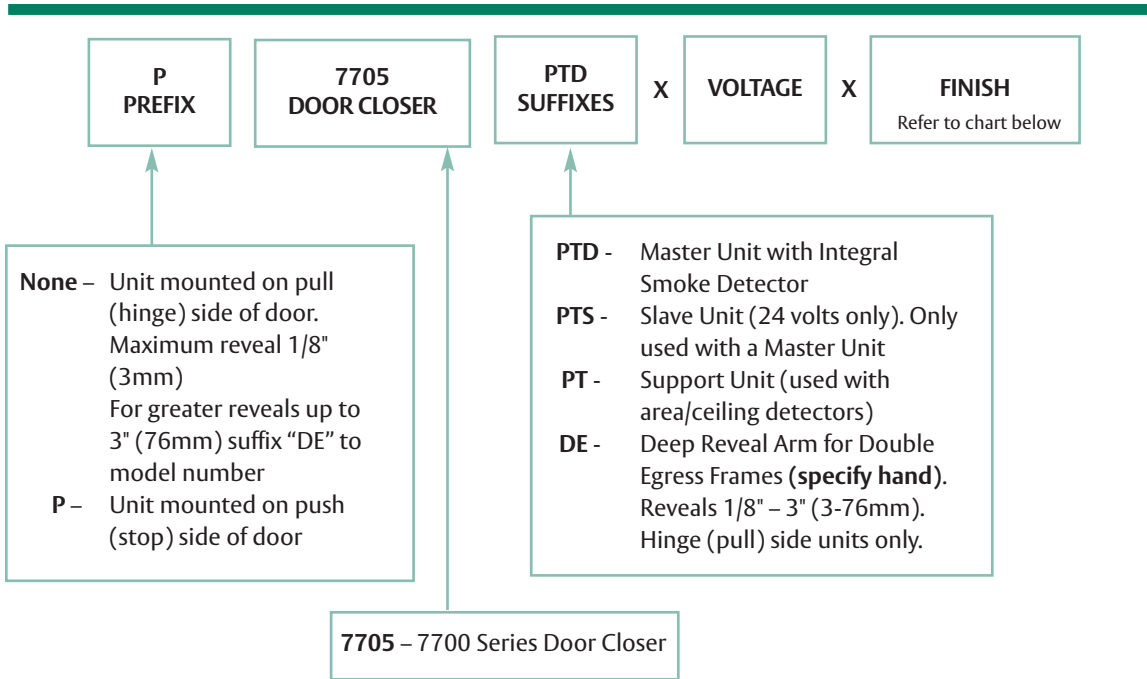 P
PREFIX
7705
DOOR CLOSER
PTD
SUFFIXES
X
VOLTAGE
X
FINISH
Refer to chart below
None – Unit mounted on pull
(hinge) side of door.
Maximum reveal 1/8"
(3mm)
For greater reveals up to
3" (76mm) suffix “DE” to
model number
P – Unit mounted on push
(stop) side of door
PTD - Master Unit with Integral
Smoke Detector
PTS - Slave Unit (24 volts only). Only
used with a Master Unit
PT - Support Unit (used with
area/ceiling detectors)
DE - Deep Reveal Arm for Double
Egress Frames (specify hand).
Reveals 1/8" – 3" (3-76mm).
Hinge (pull) side units only.
7705 – 7700 Series Door Closer